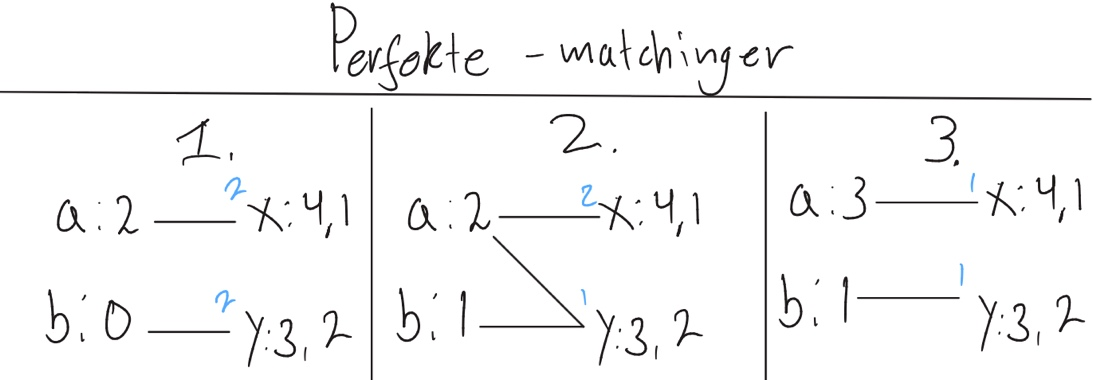 Perfekte - matchinger
1. 2. 3.
2 2 1
a: 2 x: 4, 1 a: 2 x: 4, 1 a: 3 x: 4, 1
2 1 1
b: 0 y: 3, 2 b: 1 y: 3, 2 b: 1 y: 3, 2